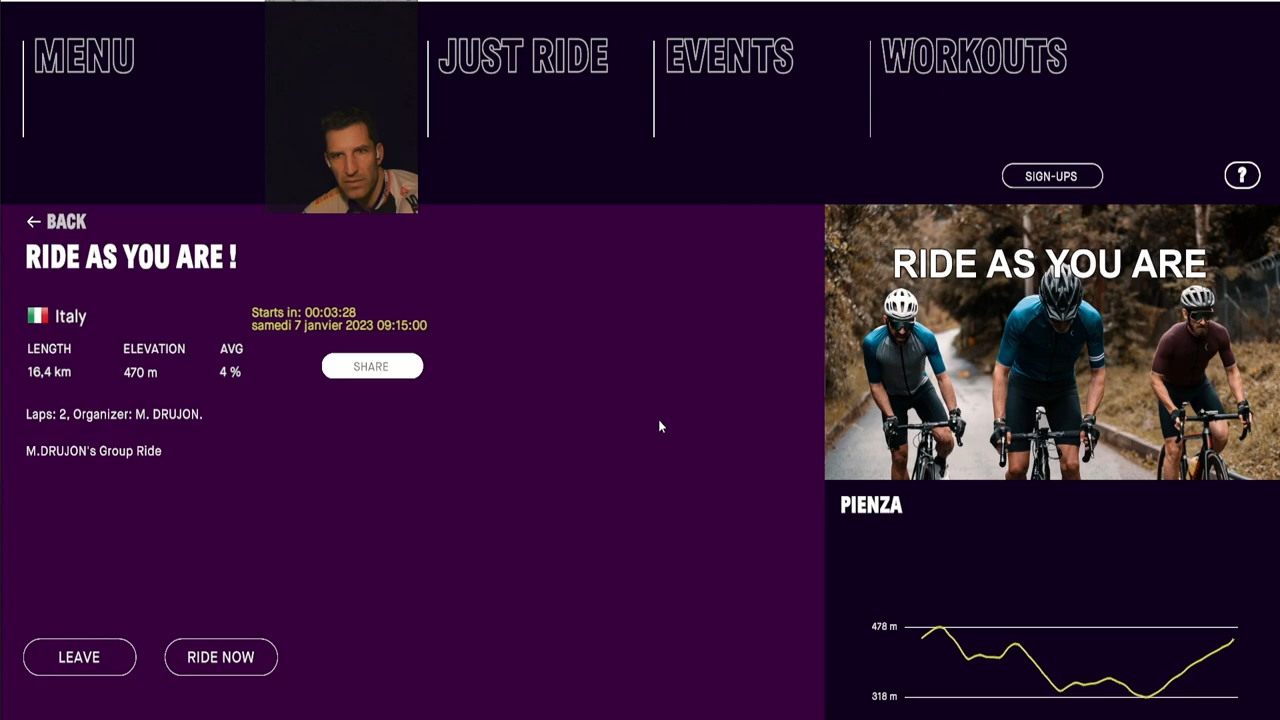 MENU
JUST RIDE
EVENTS
WORKOUTS
SIGN-UPS
?
← BACK
RIDE AS YOU ARE !
Italy
Starts in: 00:03:28
samedi 7 janvier 2023 09:15:00
LENGTH
ELEVATION
AVG
16,4 km
470 m
4 %
SHARE
Laps: 2, Organizer: M. DRUJON.
M.DRUJON's Group Ride
LEAVE
RIDE NOW
RIDE AS YOU ARE
PIENZA
478 m
318 m